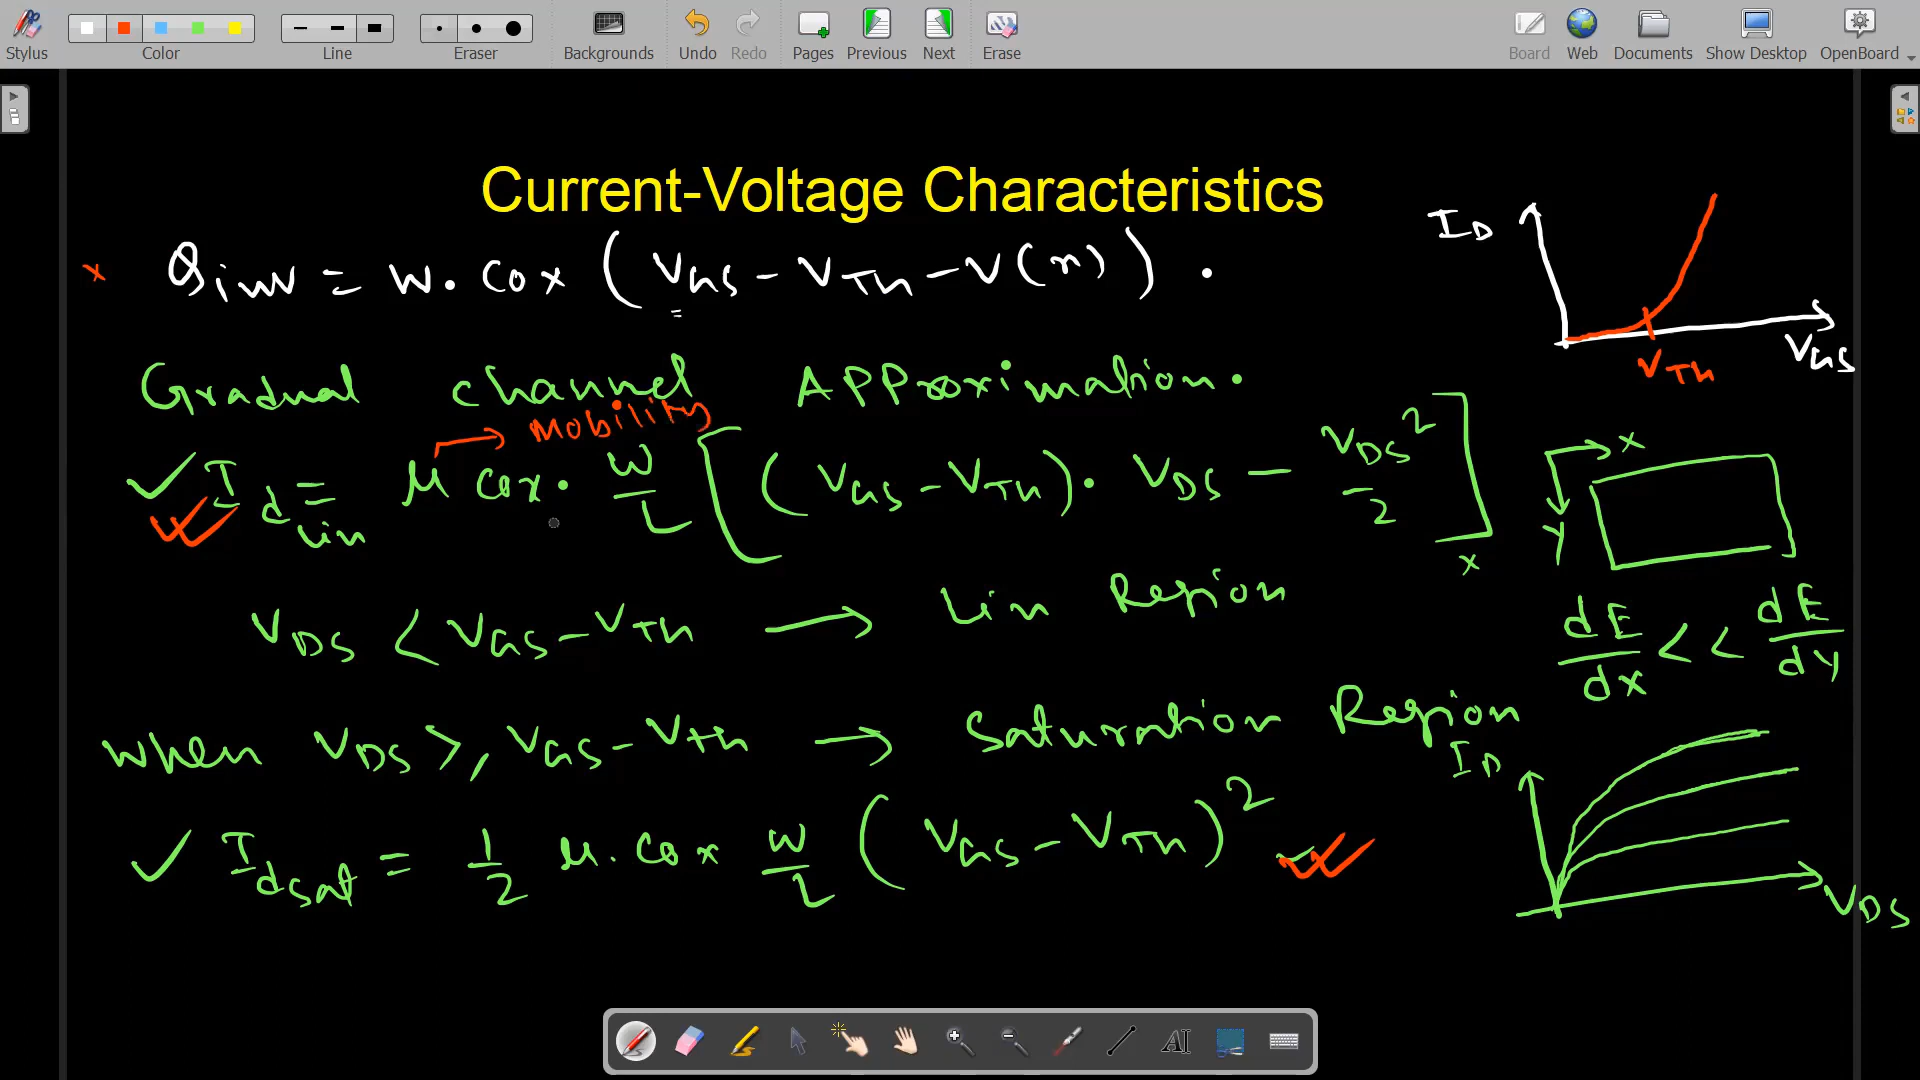 Stylus Color Line Eraser Backgrounds Undo Redo Pages Previous Next Erase Board Web Documents Show Desktop OpenBoard
Current-Voltage Characteristics
x Qinv = W. Cox (VGS - VTh - V(x)).
ID
VTh
VGS
Gradual channel APProximation.
Mobility
Id lin = μ Cox. W/L [(VGS - VTh). VDS - VDS²/2]
x
X
Y
VDS < VGS - VTh → Lin Region
dE/dx << dE/dy
When VDS >, VGS - Vth → Saturation Region
Idsat = 1/2 μ. Cox W/L (VGS - VTh)²
ID
VDS
AI